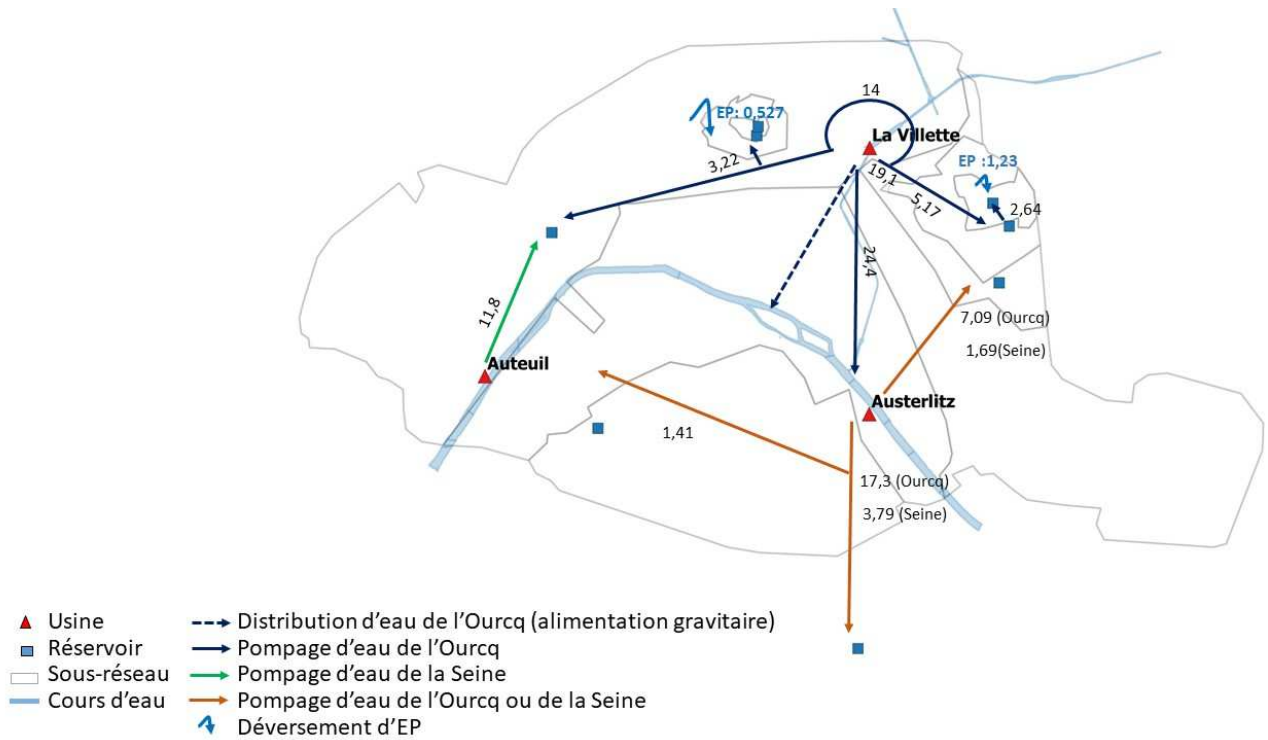 14
EP: 0,527
La Villette
3,22
19,1
EP :1,23
5,17
2,64
24,4
11,8
7,09 (Ourcq)
1,69(Seine)
Auteuil
Austerlitz
1,41
17,3 (Ourcq)
3,79 (Seine)
Usine
Réservoir
Sous-réseau
Cours d'eau
Distribution d'eau de l'Ourcq (alimentation gravitaire)
Pompage d'eau de l'Ourcq
Pompage d'eau de la Seine
Pompage d'eau de l'Ourcq ou de la Seine
Déversement d'EP